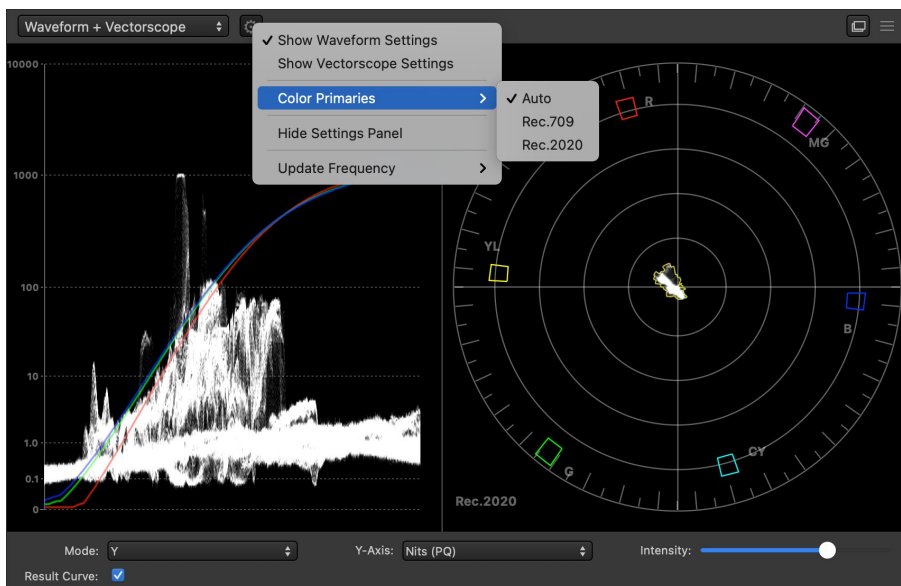 Waveform + Vectorscope
✓ Show Waveform Settings
Show Vectorscope Settings
Color Primaries
✓ Auto
Rec.709
Rec.2020
Hide Settings Panel
Update Frequency
10000
1000
100
10
1.0
0.1
0
R
MG
YL
B
G
CY
Rec.2020
Mode: Y
Y-Axis: Nits (PQ)
Intensity:
Result Curve: